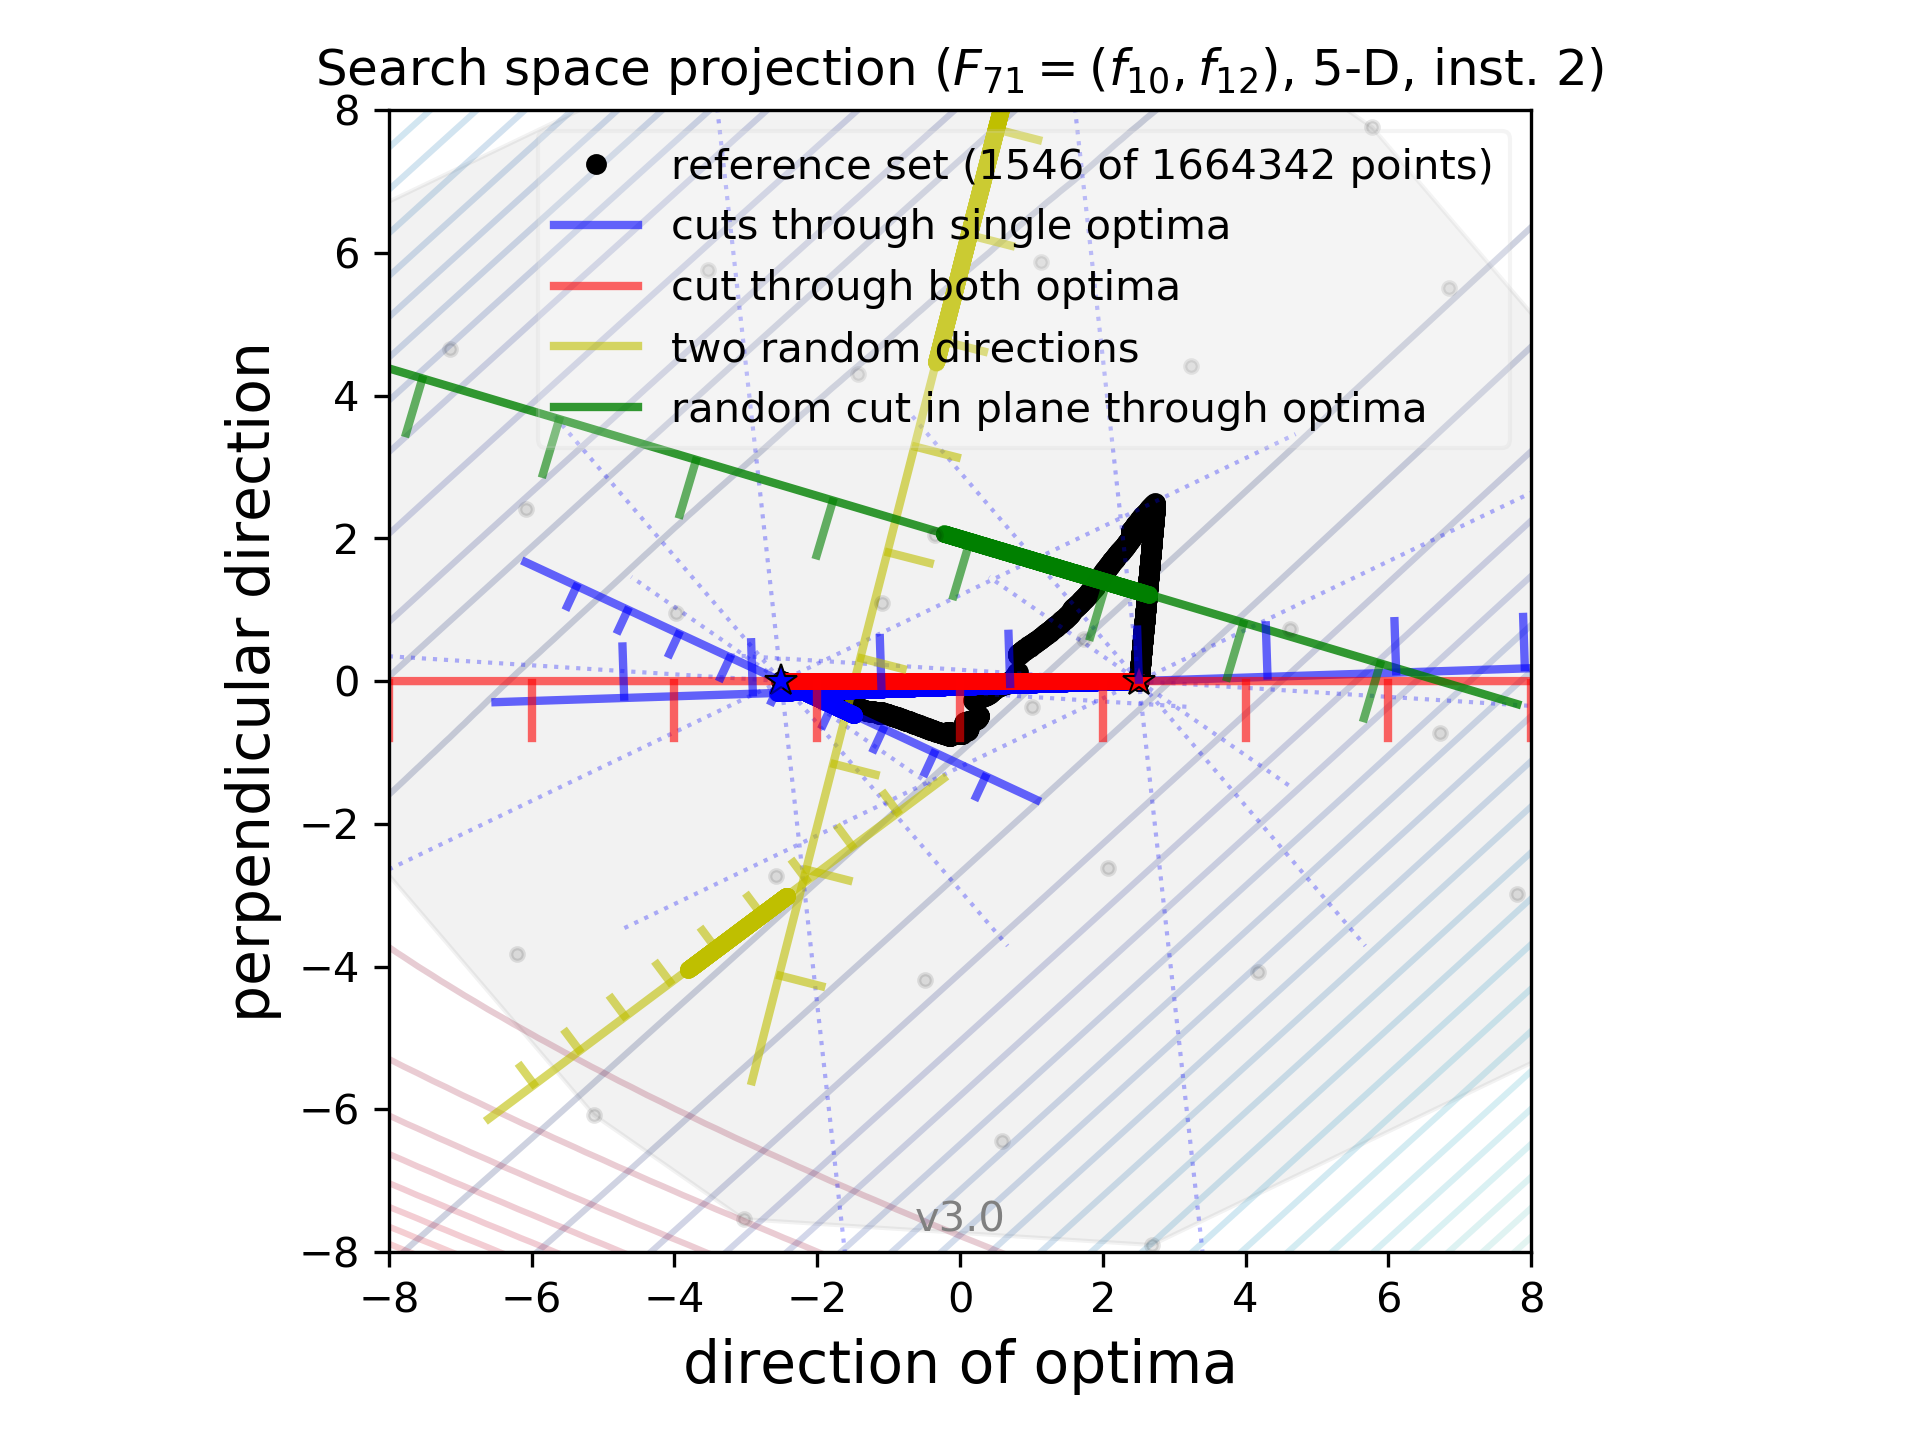 Search space projection (F71 = (f10, f12), 5-D, inst. 2)
8
6
4
2
0
−2
−4
−6
−8
perpendicular direction
reference set (1546 of 1664342 points)
cuts through single optima
cut through both optima
two random directions
random cut in plane through optima
v3.0
−8 −6 −4 −2 0 2 4 6 8
direction of optima